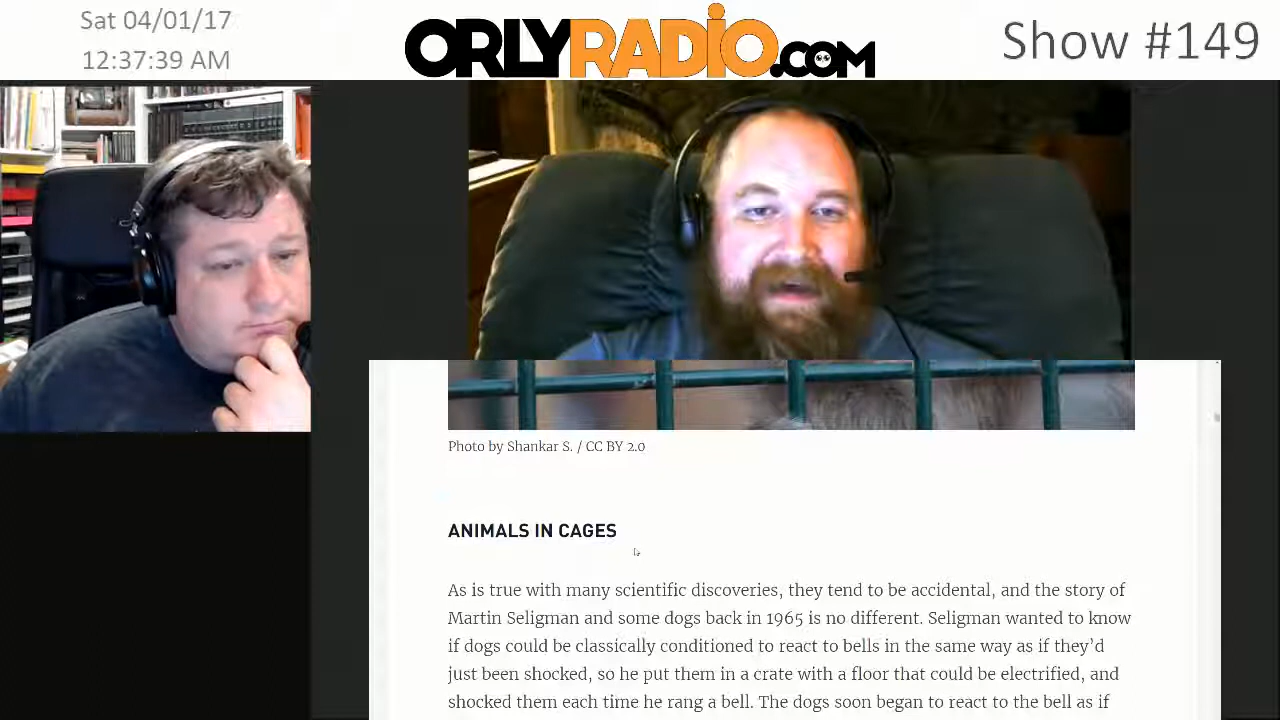 Sat 04/01/17
12:37:39 AM
ORLYRADIO.COM
Show #149
Photo by Shankar S. / CC BY 2.0
ANIMALS IN CAGES
As is true with many scientific discoveries, they tend to be accidental, and the story of
Martin Seligman and some dogs back in 1965 is no different. Seligman wanted to know
if dogs could be classically conditioned to react to bells in the same way as if they’d
just been shocked, so he put them in a crate with a floor that could be electrified, and
shocked them each time he rang a bell. The dogs soon began to react to the bell as if